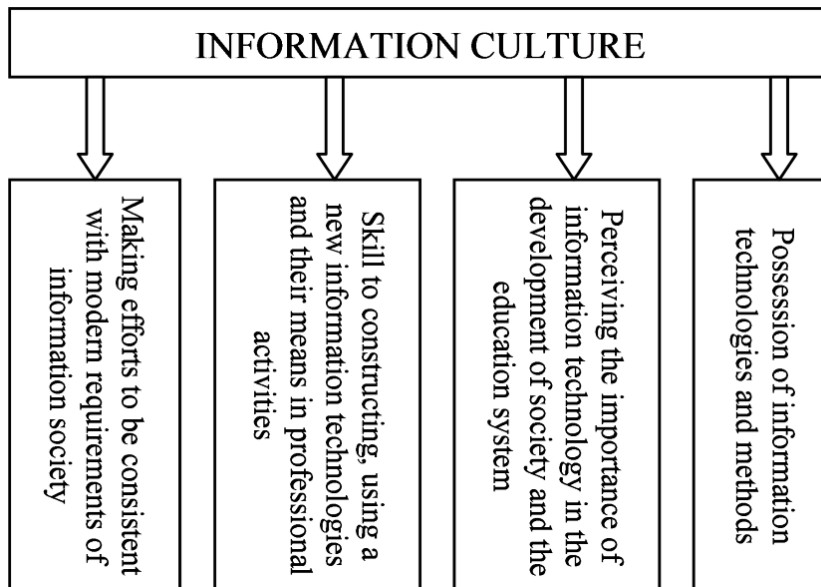 INFORMATION CULTURE
Making efforts to be consistent
with modern requirements of
information society
Skill to constructing, using a
new information technologies
and their means in professional
activities
Perceiving the importance of
information technology in the
development of society and the
education system
Possession of information
technologies and methods